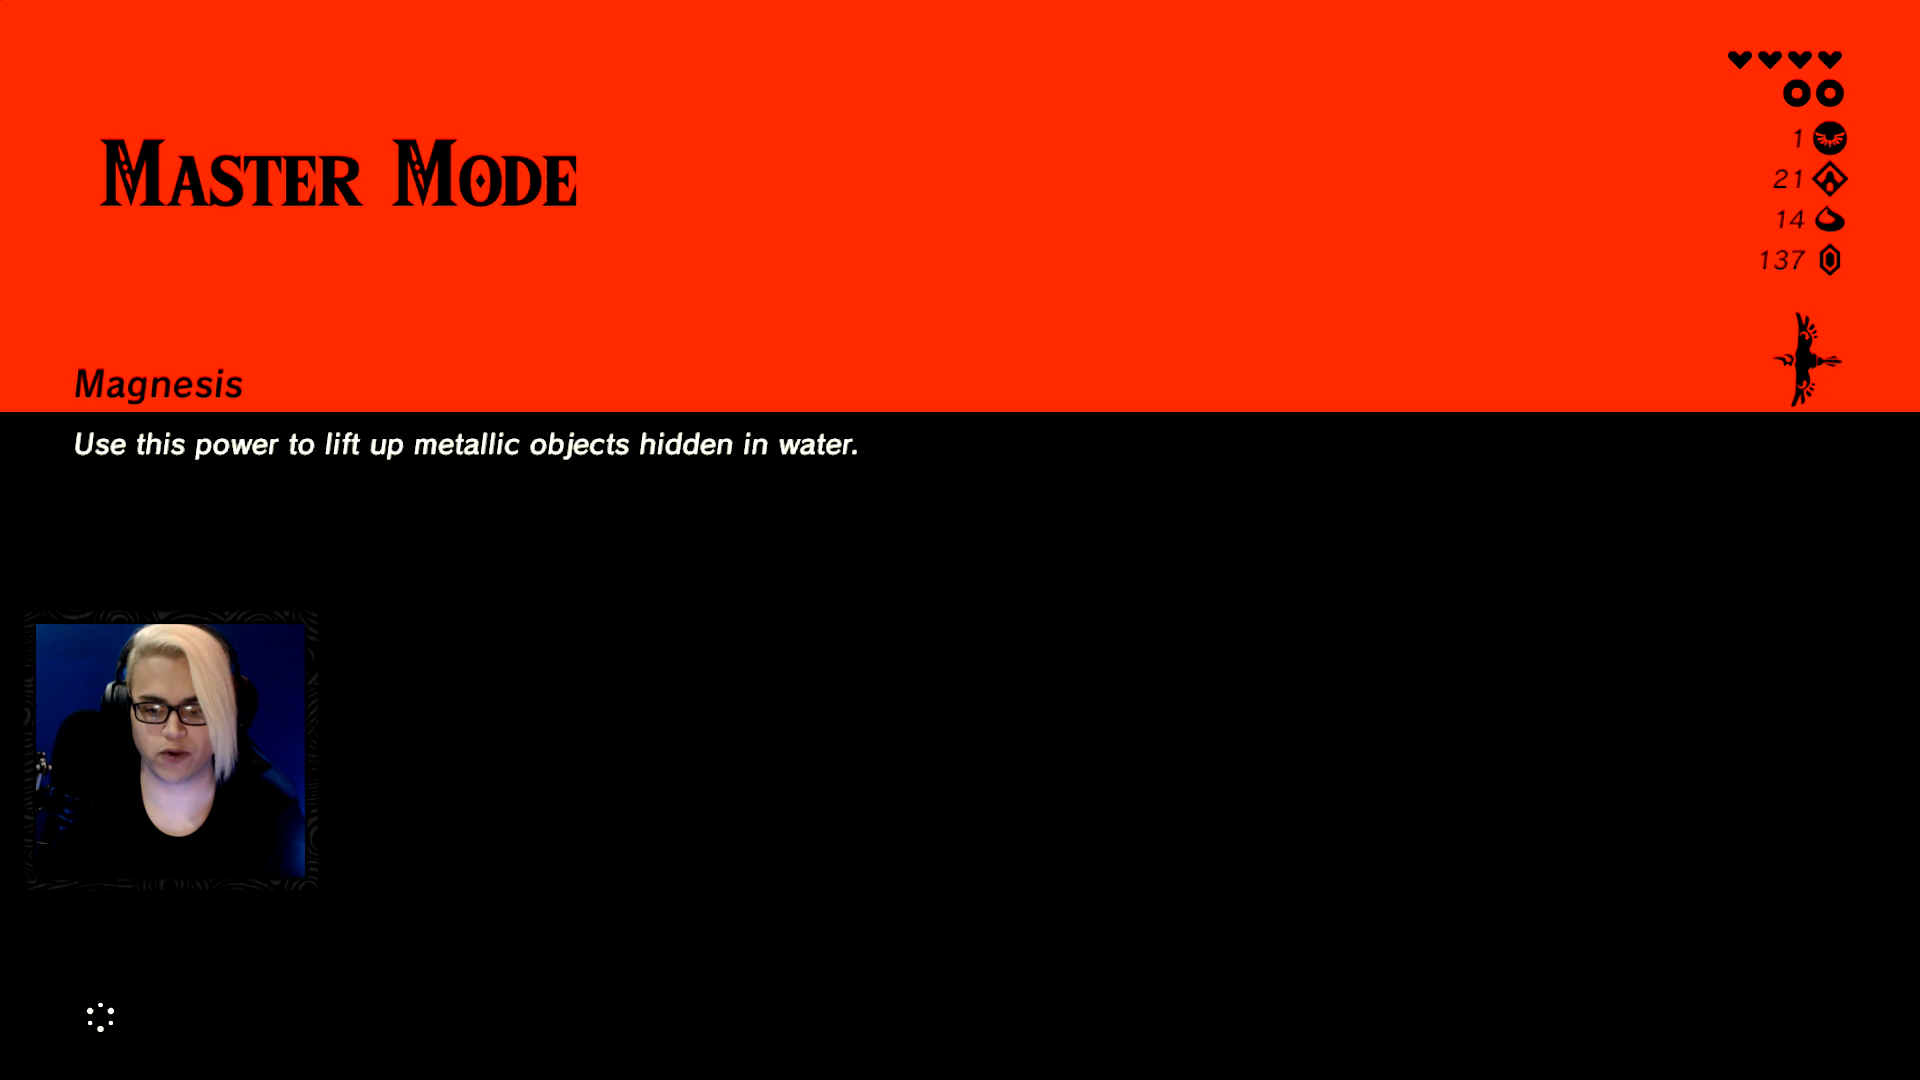 Master Mode
1
21
14
137
Magnesis
Use this power to lift up metallic objects hidden in water.